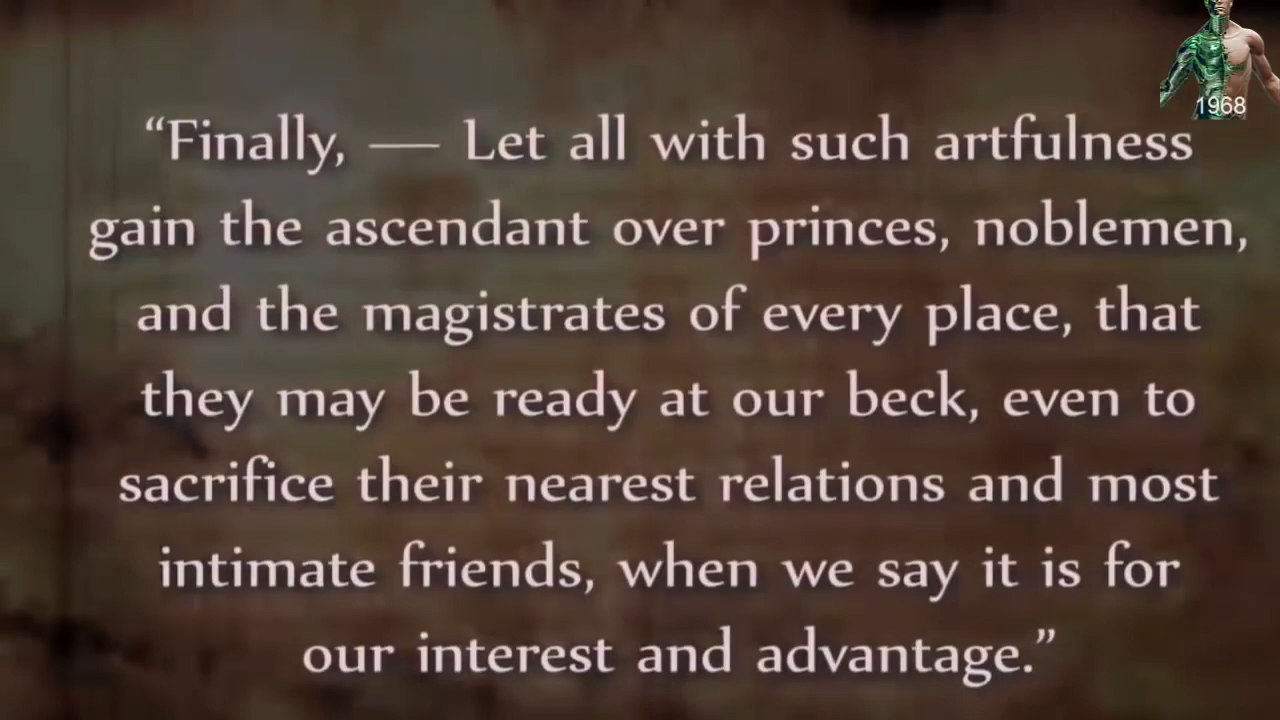 1968
“Finally, — Let all with such artfulness
gain the ascendant over princes, noblemen,
and the magistrates of every place, that
they may be ready at our beck, even to
sacrifice their nearest relations and most
intimate friends, when we say it is for
our interest and advantage.”